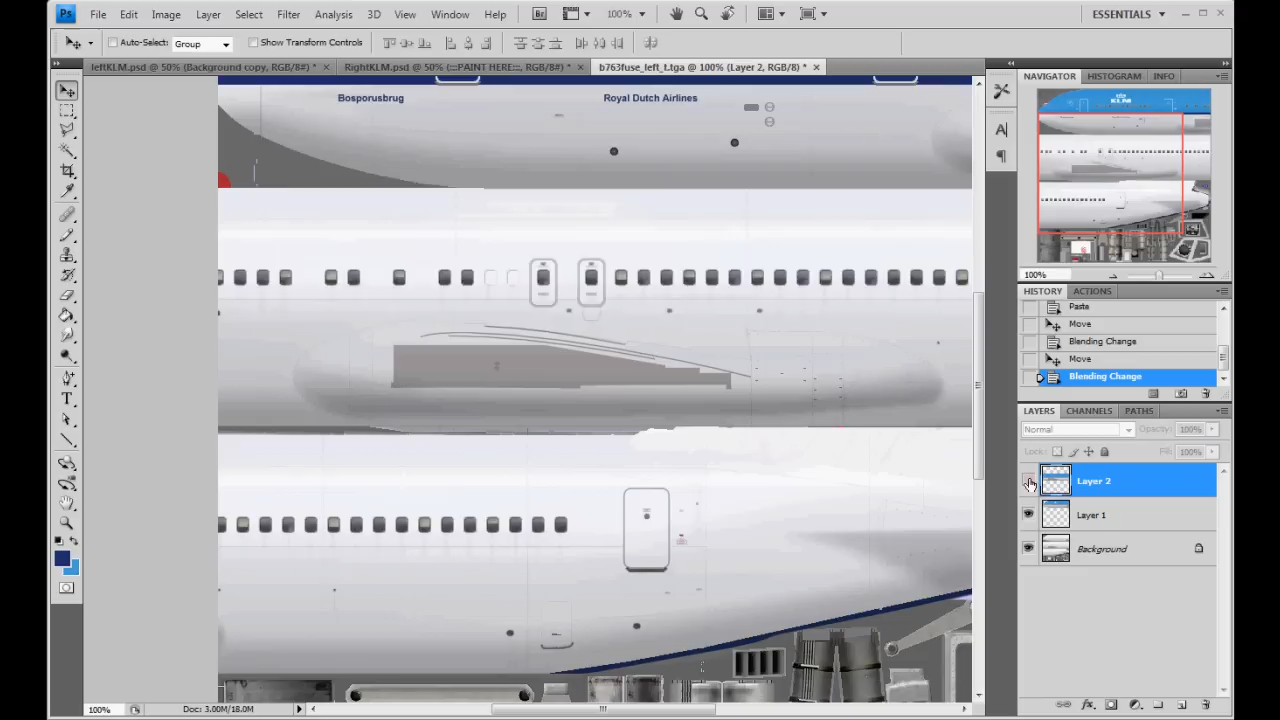 Ps File Edit Image Layer Select Filter Analysis 3D View Window Help Br 100% ESSENTIALS
Auto-Select: Group Show Transform Controls
leftKLM.psd @ 50% (Background copy, RGB/8#) * RightKLM.psd @ 50% (:::PAINT HERE:::, RGB/8#) * b763fuse_left_t.tga @ 100% (Layer 2, RGB/8) *
NAVIGATOR HISTOGRAM INFO
KLM
Bosporusbrug Royal Dutch Airlines
100%
HISTORY ACTIONS
Paste
Move
Blending Change
Move
Blending Change
LAYERS CHANNELS PATHS
Normal Opacity: 100%
Lock: Fill: 100%
Layer 2
Layer 1
Background
100% Doc: 3.00M/18.0M